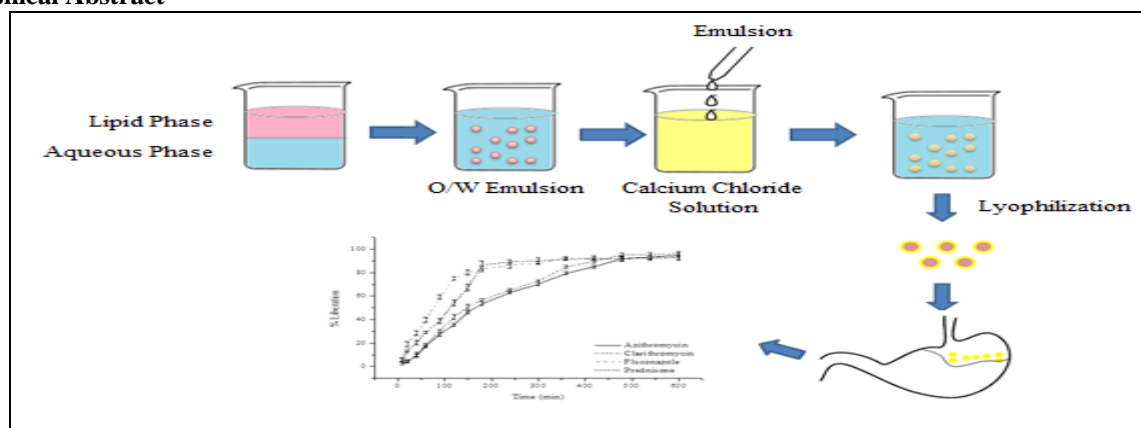 Emulsion
Lipid Phase
Aqueous Phase
O/W Emulsion
Calcium Chloride
Solution
Lyophilization
% Liberation
100
80
60
40
20
0
Azithromycin
Clarithromycin
Fluconazole
Prednisone
0 100 200 300 400 500 600
Time (min)